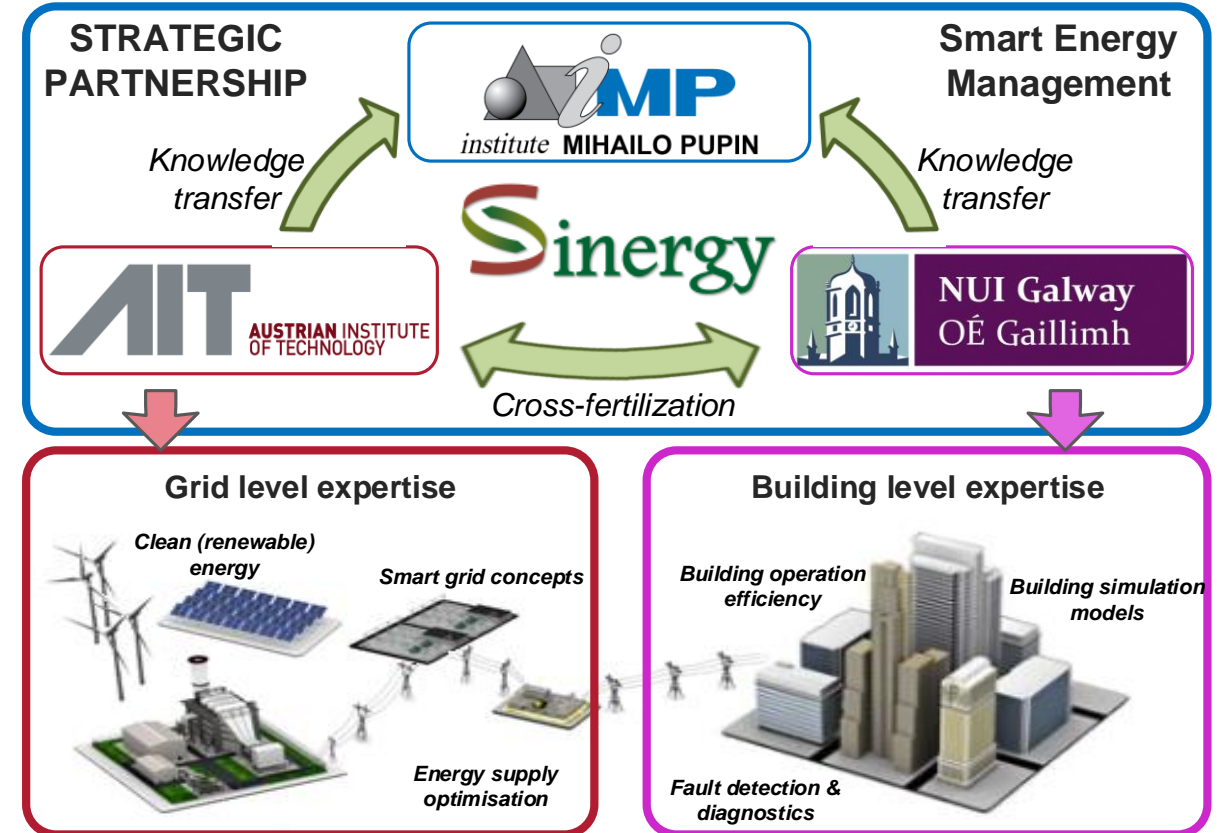 STRATEGIC
PARTNERSHIP
iMP
institute MIHAILO PUPIN
Smart Energy
Management
Knowledge
transfer
Knowledge
transfer
Sinergy
AIT
AUSTRIAN INSTITUTE
OF TECHNOLOGY
NUI Galway
OÉ Gaillimh
Cross-fertilization
Grid level expertise
Clean (renewable)
energy
Smart grid concepts
Energy supply
optimisation
Building level expertise
Building operation
efficiency
Building simulation
models
Fault detection &
diagnostics